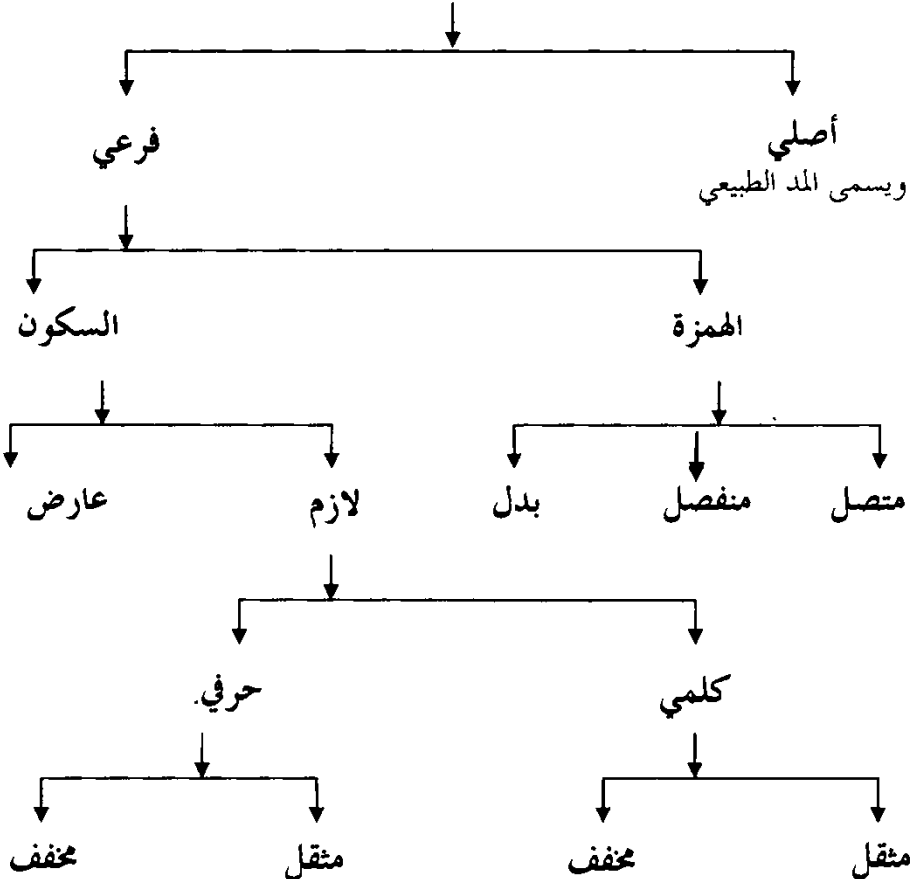 أصلي
ويسمى المد الطبيعي
فرعي
الهمزة
السكون
متصل
منفصل
بدل
لازم
عارض
كلمي
حرفي.
مثقل
مخفف
مثقل
مخفف